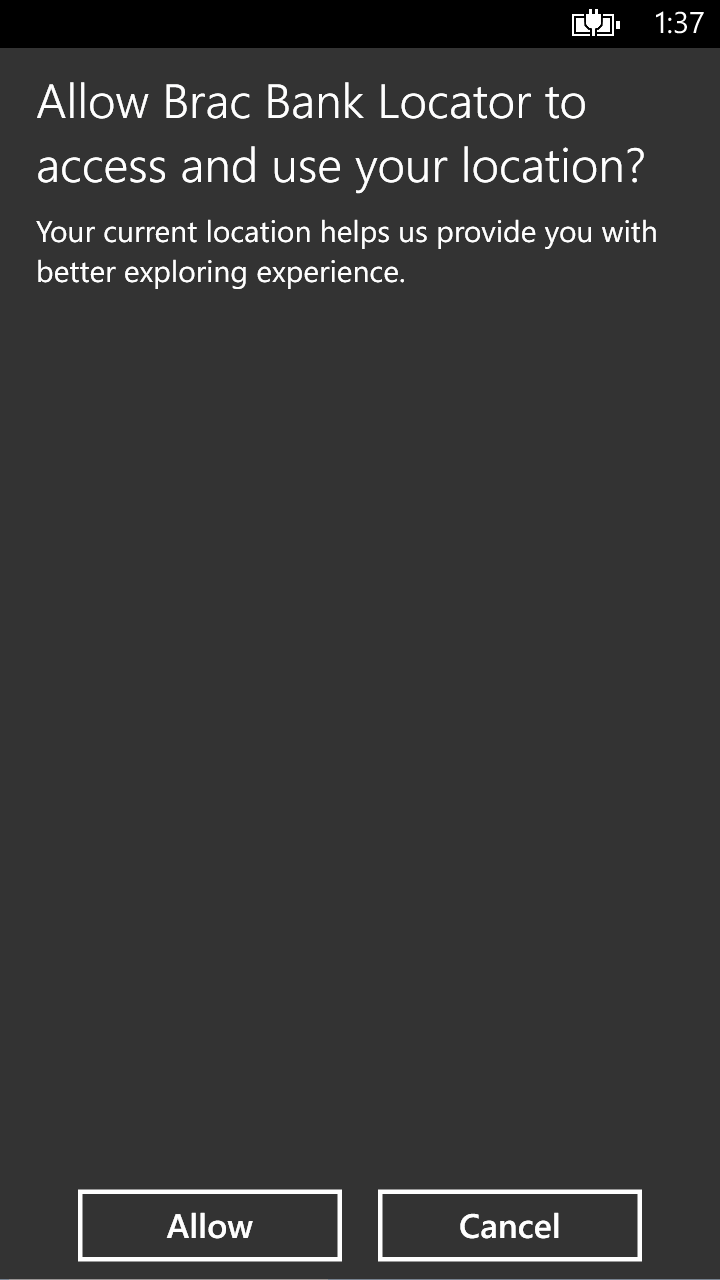 1:37
Allow Brac Bank Locator to
access and use your location?
Your current location helps us provide you with
better exploring experience.
Allow
Cancel